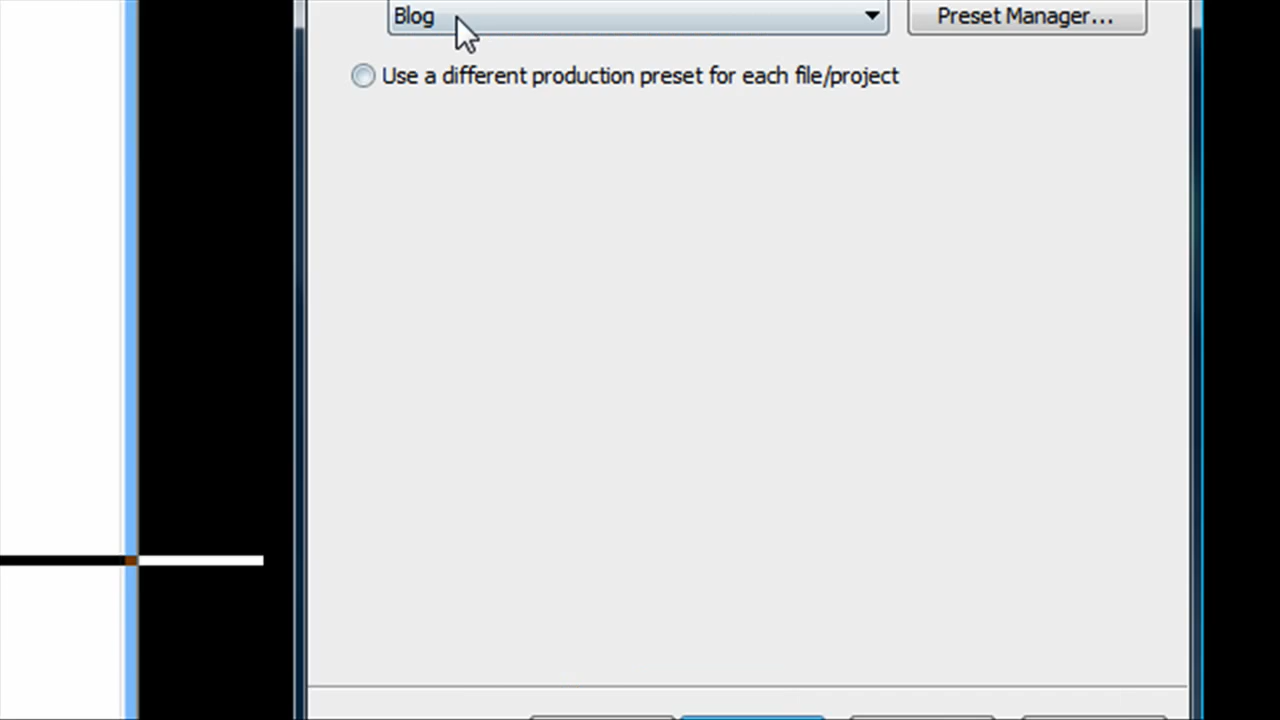 Blog
Preset Manager...
Use a different production preset for each file/project